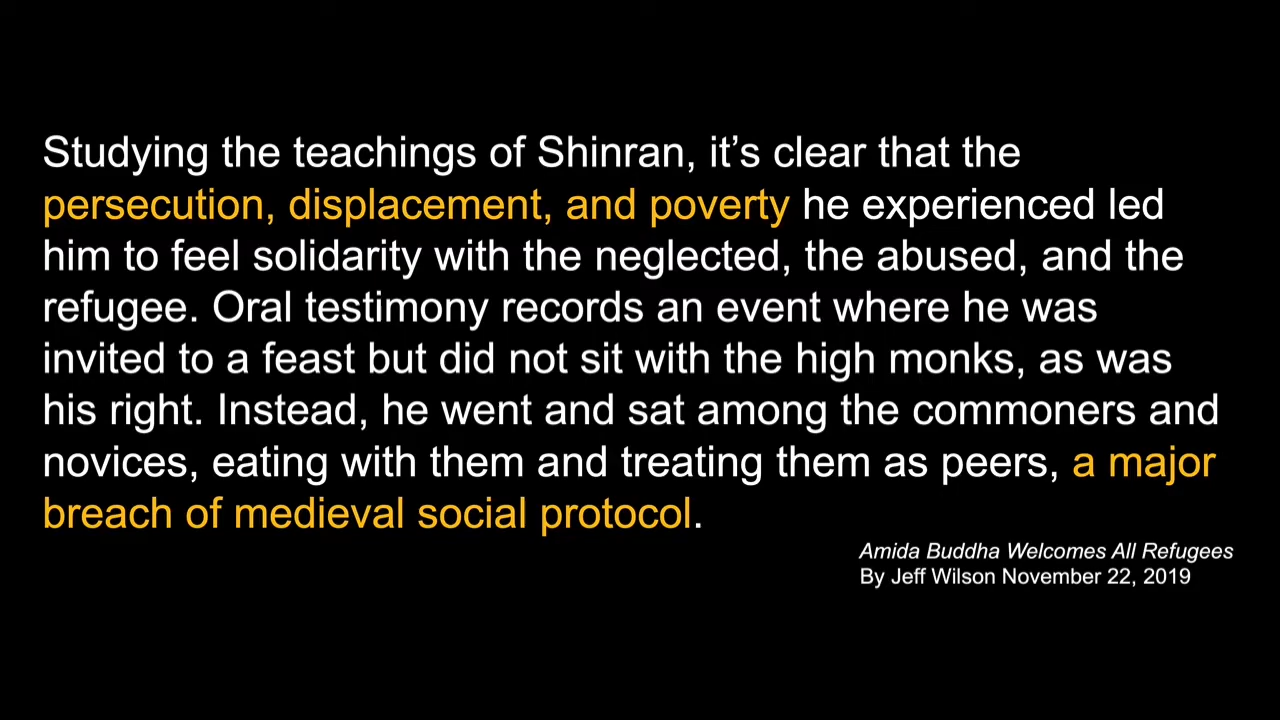 Studying the teachings of Shinran, it’s clear that the
persecution, displacement, and poverty he experienced led
him to feel solidarity with the neglected, the abused, and the
refugee. Oral testimony records an event where he was
invited to a feast but did not sit with the high monks, as was
his right. Instead, he went and sat among the commoners and
novices, eating with them and treating them as peers, a major
breach of medieval social protocol.
Amida Buddha Welcomes All Refugees
By Jeff Wilson November 22, 2019